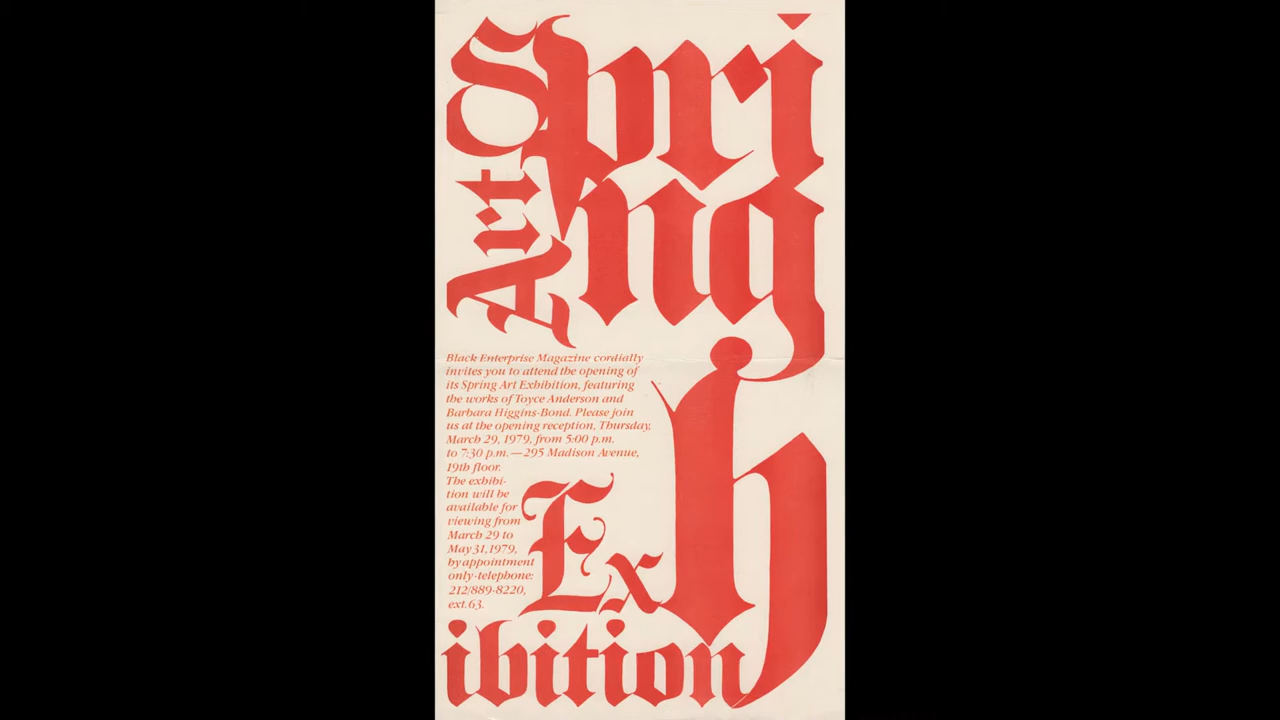 Spri
ng
Art
Black Enterprise Magazine cordially
invites you to attend the opening of
its Spring Art Exhibition, featuring
the works of Toyce Anderson and
Barbara Higgins-Bond. Please join
us at the opening reception, Thursday,
March 29, 1979, from 5:00 p.m.
to 7:30 p.m.—295 Madison Avenue,
19th floor.
The exhibi-
tion will be
available for
viewing from
March 29 to
May 31, 1979,
by appointment
only-telephone:
212/889-8220,
ext. 63.
Exh
ibition